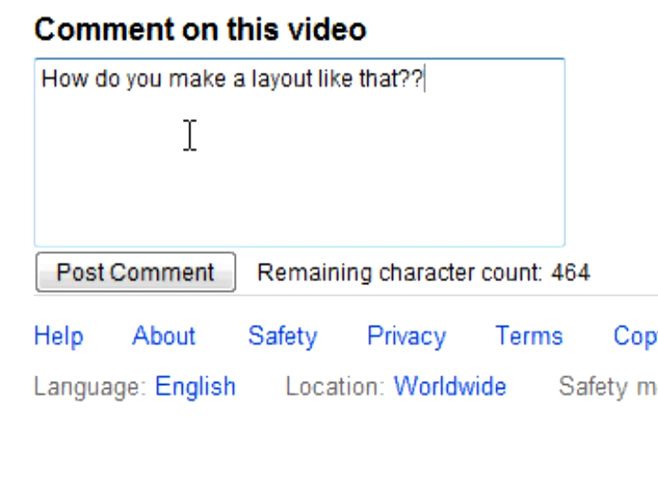 Comment on this video
How do you make a layout like that??
Post Comment Remaining character count: 464
Help About Safety Privacy Terms
Language: English Location: Worldwide Safety